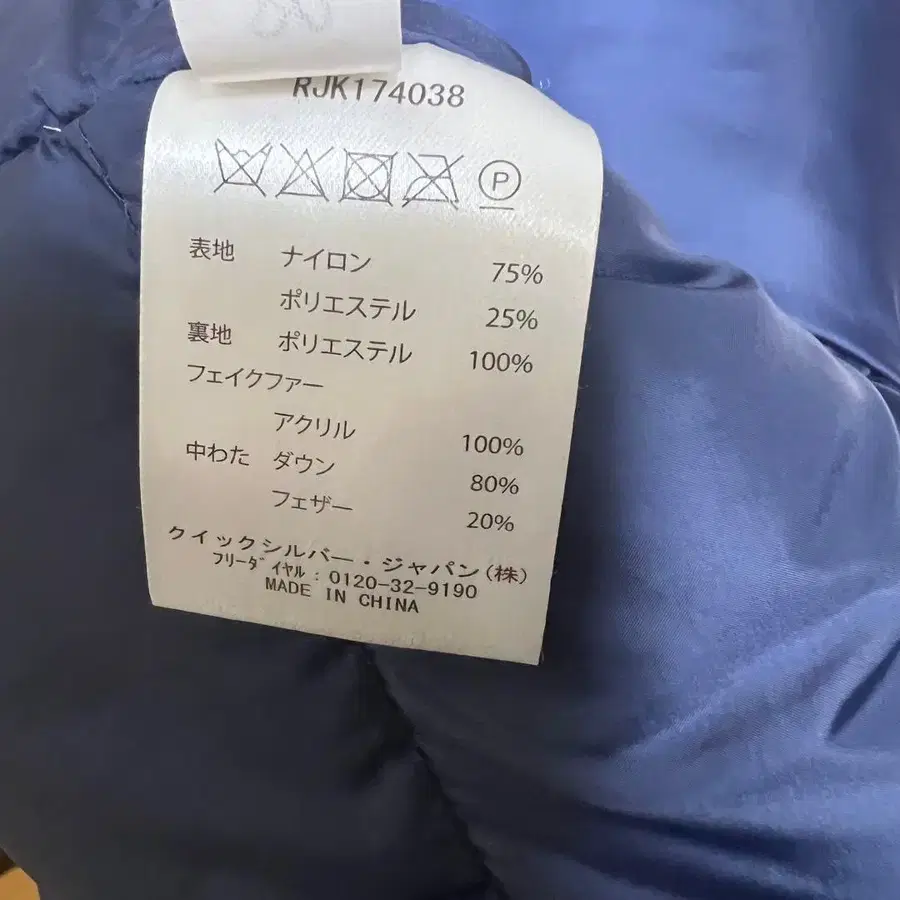 RJK174038
P
表地 ナイロン 75%
ポリエステル 25%
裏地 ポリエステル 100%
フェイクファー
アクリル 100%
中わた ダウン 80%
フェザー 20%
クイックシルバー・ジャパン(株)
フリーダイヤル:0120-32-9190
MADE IN CHINA